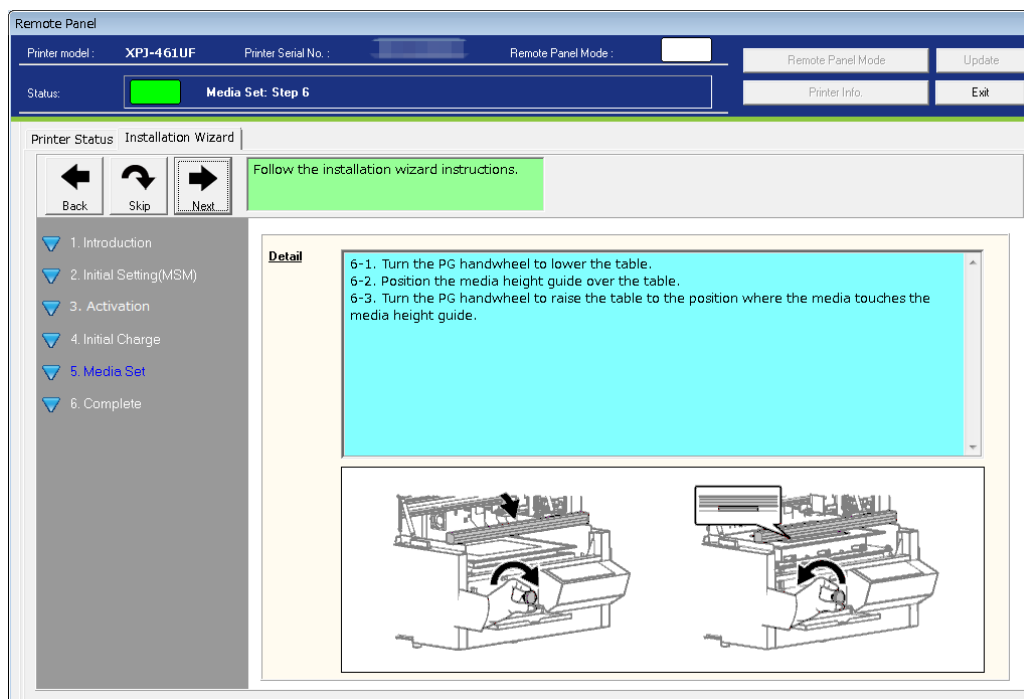 Remote Panel
Printer model : XPJ-461UF Printer Serial No. : Remote Panel Mode :
Remote Panel Mode Update
Status: Media Set: Step 6
Printer Info. Exit
Printer Status Installation Wizard
Follow the installation wizard instructions.
Back Skip Next
1. Introduction
2. Initial Setting(MSM)
3. Activation
4. Initial Charge
5. Media Set
6. Complete
Detail
6-1. Turn the PG handwheel to lower the table.
6-2. Position the media height guide over the table.
6-3. Turn the PG handwheel to raise the table to the position where the media touches the
media height guide.